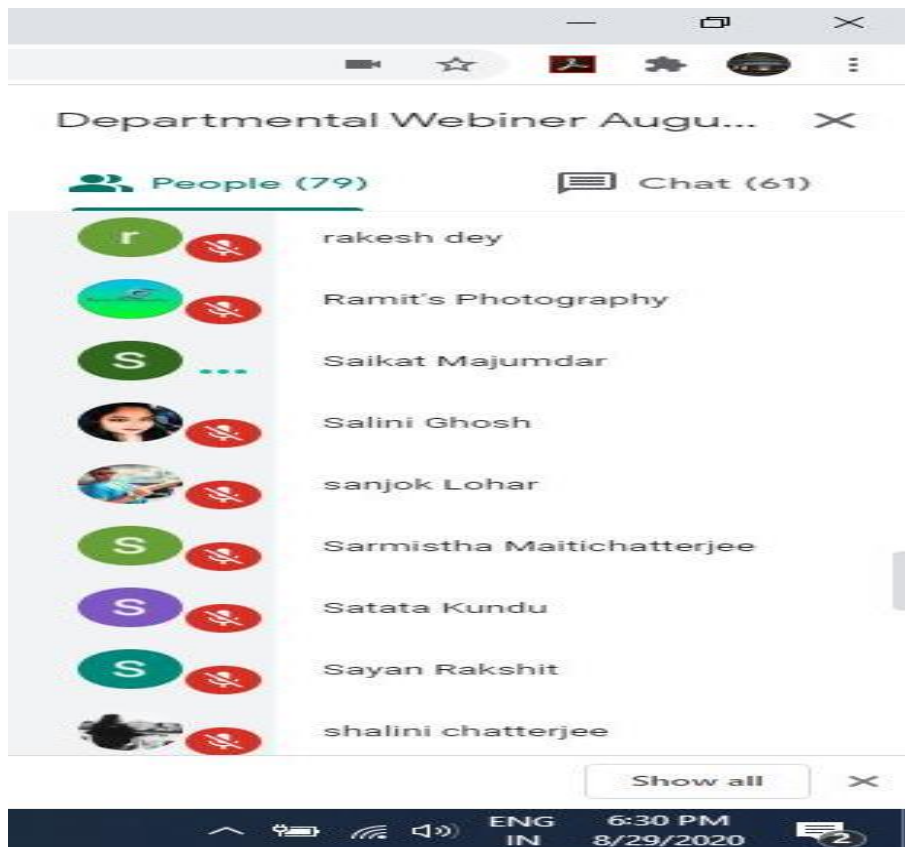 Departmental Webiner Augu...
People (79) Chat (61)
r rakesh dey
Ramit's Photography
S Saikat Majumdar
Salini Ghosh
sanjok Lohar
S Sarmistha Maitichatterjee
S Satata Kundu
S Sayan Rakshit
shalini chatterjee
Show all
ENG 6:30 PM
IN 8/29/2020 2